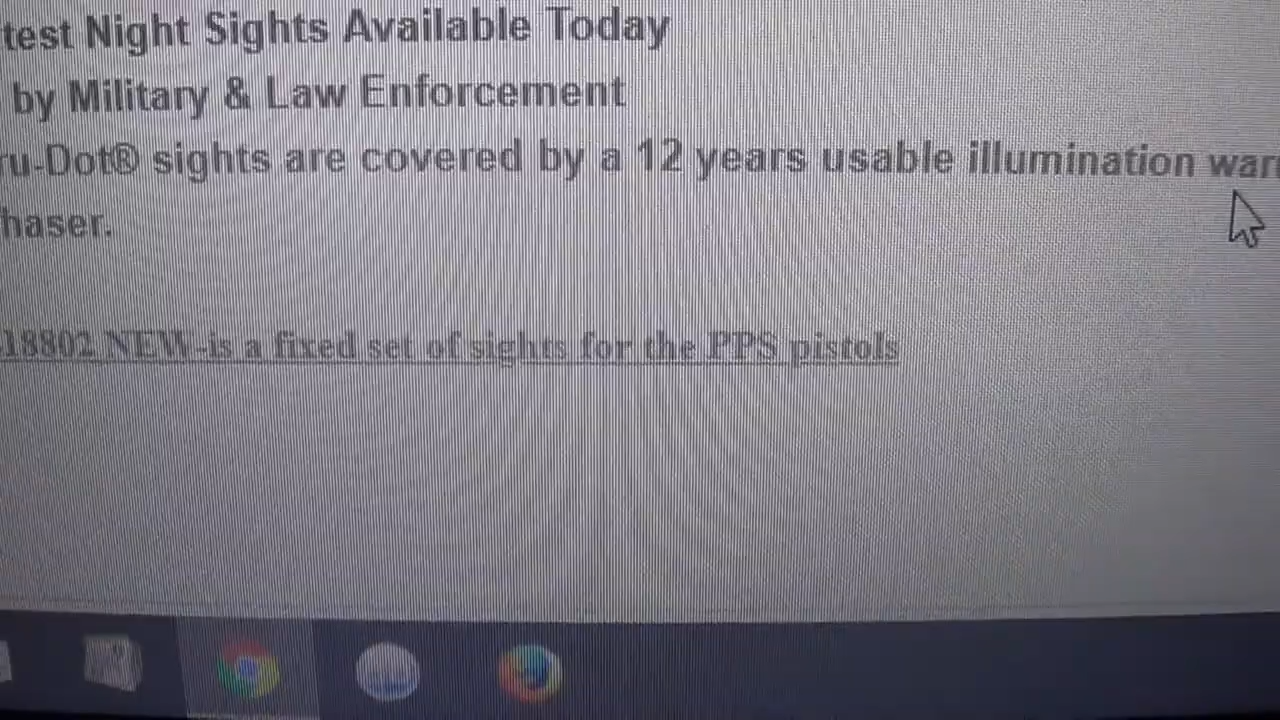 test Night Sights Available Today
by Military & Law Enforcement
ru-Dot® sights are covered by a 12 years usable illumination warr
haser.
18802 NEW-is a fixed set of sights for the PPS pistols